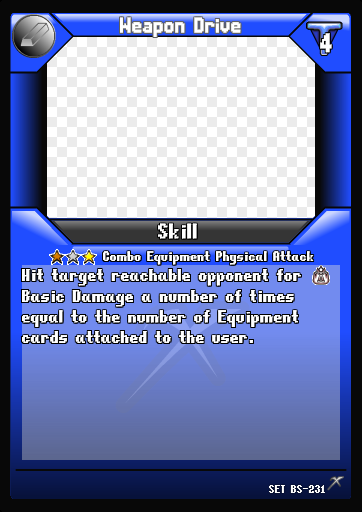 Weapon Drive
4
Skill
Combo Equipment Physical Attack
Hit target reachable opponent for
Basic Damage a number of times
equal to the number of Equipment
cards attached to the user.
SET BS-231